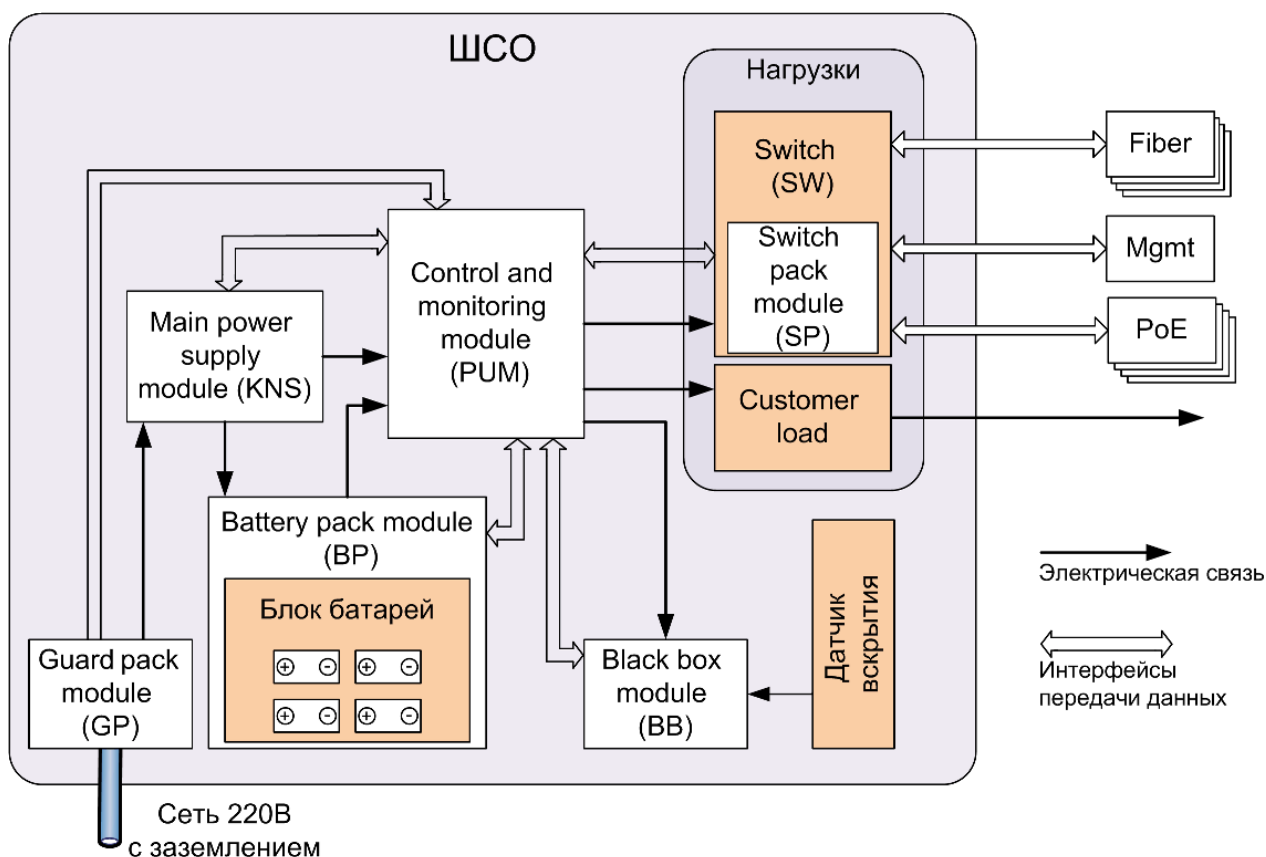 ШСО
Нагрузки
Switch
(SW)
Switch
pack
module
(SP)
Customer
load
Fiber
Mgmt
PoE
Control and
monitoring
module
(PUM)
Main power
supply
module (KNS)
Battery pack module
(BP)
Блок батарей
+ - + -
+ - + -
Guard pack
module
(GP)
Black box
module
(BB)
Датчик
вскрытия
Электрическая связь
Интерфейсы
передачи данных
Сеть 220В
с заземлением